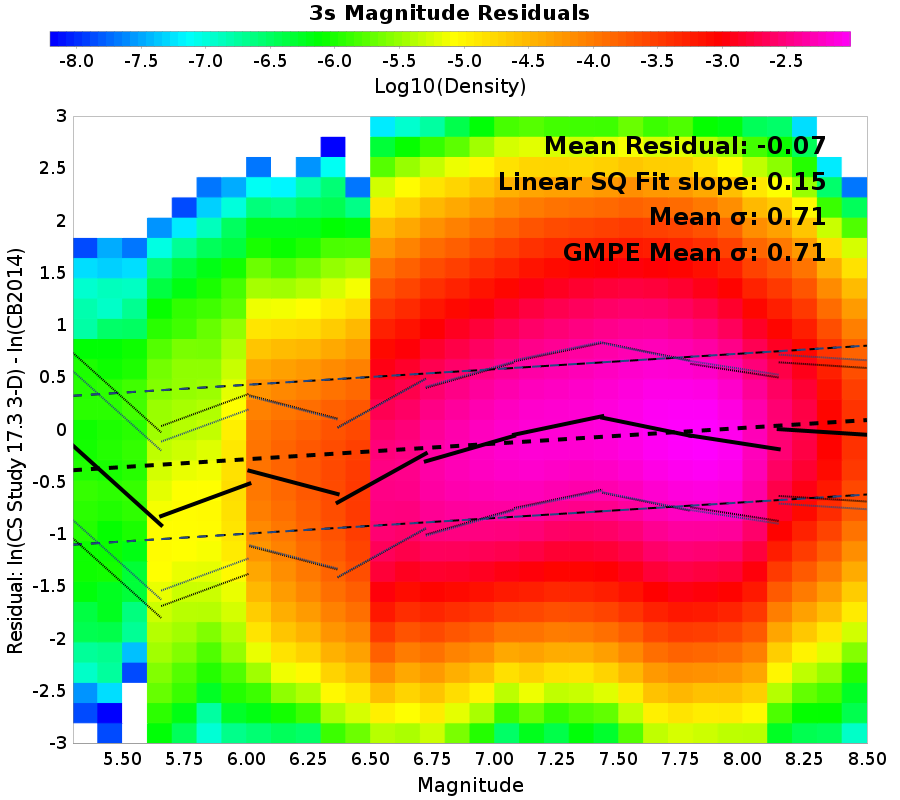 3s Magnitude Residuals
-8.0 -7.5 -7.0 -6.5 -6.0 -5.5 -5.0 -4.5 -4.0 -3.5 -3.0 -2.5
Log10(Density)
Mean Residual: -0.07
Linear SQ Fit slope: 0.15
Mean σ: 0.71
GMPE Mean σ: 0.71
Residual: ln(CS Study 17.3 3-D) - ln(CB2014)
3
2.5
2
1.5
1
0.5
0
-0.5
-1
-1.5
-2
-2.5
-3
5.50 5.75 6.00 6.25 6.50 6.75 7.00 7.25 7.50 7.75 8.00 8.25 8.50
Magnitude